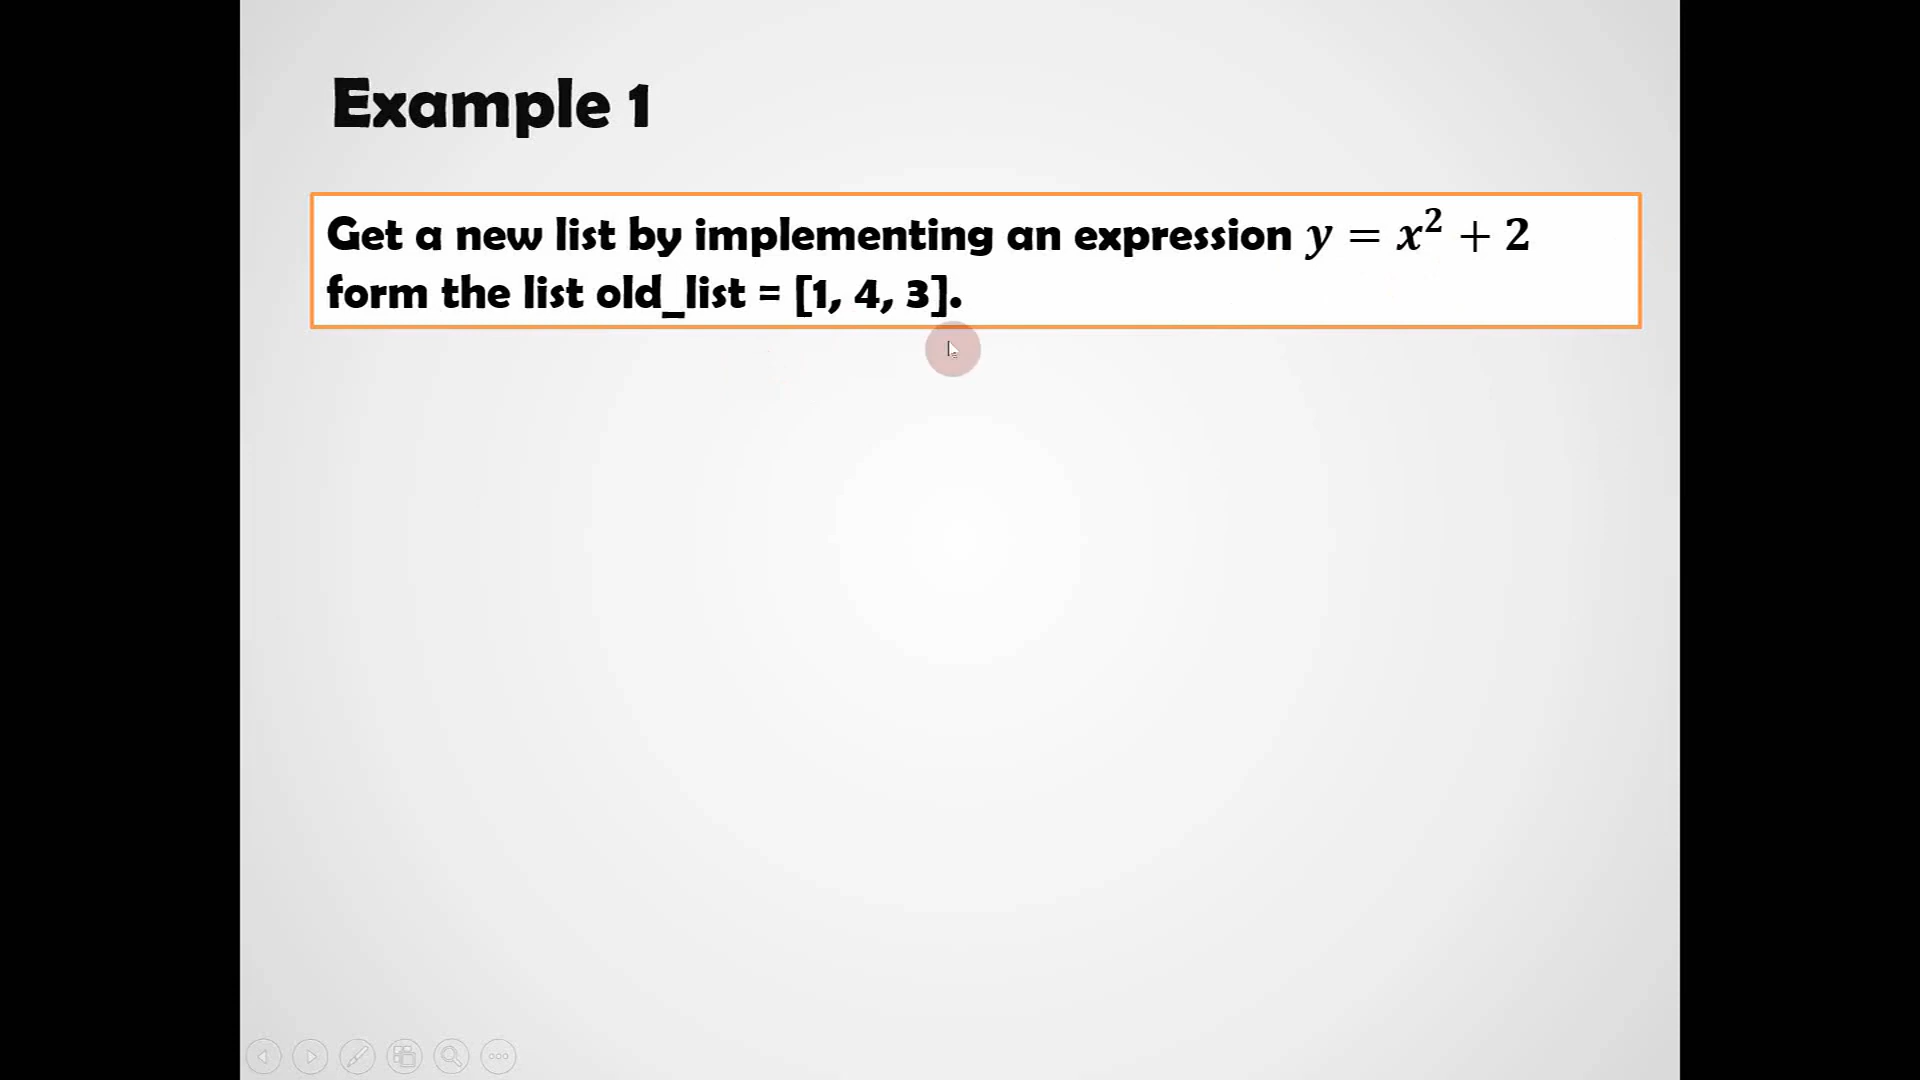 Example 1
Get a new list by implementing an expression y = x² + 2
form the list old_list = [1, 4, 3].